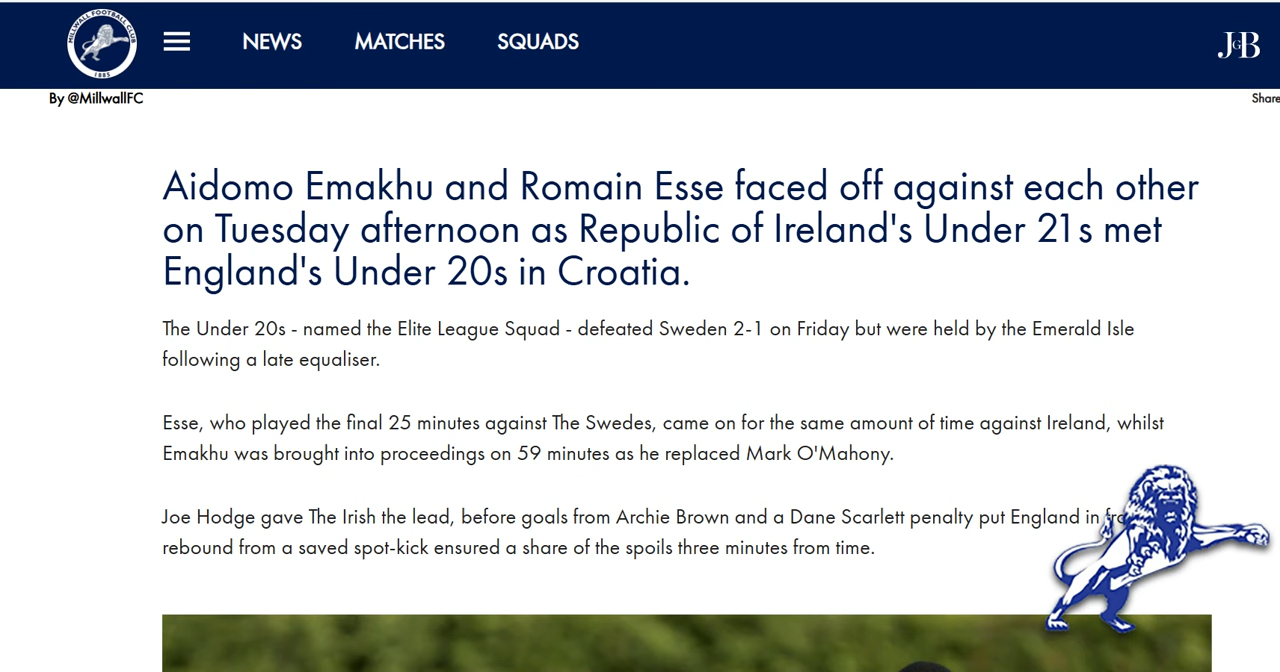 MILLWALL FOOTBALL CLUB
1885
NEWS MATCHES SQUADS
JGB
By @MillwallFC
Share
Aidomo Emakhu and Romain Esse faced off against each other
on Tuesday afternoon as Republic of Ireland's Under 21s met
England's Under 20s in Croatia.
The Under 20s - named the Elite League Squad - defeated Sweden 2-1 on Friday but were held by the Emerald Isle
following a late equaliser.
Esse, who played the final 25 minutes against The Swedes, came on for the same amount of time against Ireland, whilst
Emakhu was brought into proceedings on 59 minutes as he replaced Mark O'Mahony.
Joe Hodge gave The Irish the lead, before goals from Archie Brown and a Dane Scarlett penalty put England in
rebound from a saved spot-kick ensured a share of the spoils three minutes from time.